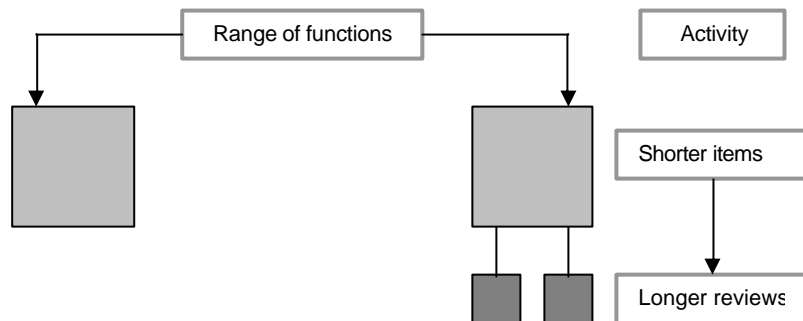 Range of functions
Activity
Shorter items
Longer reviews